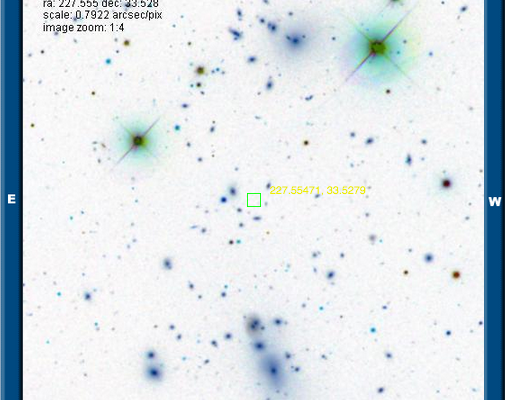 ra: 227.555 dec: 33.528
scale: 0.7922 arcsec/pix
image zoom: 1:4
227.55471, 33.5279
E
W